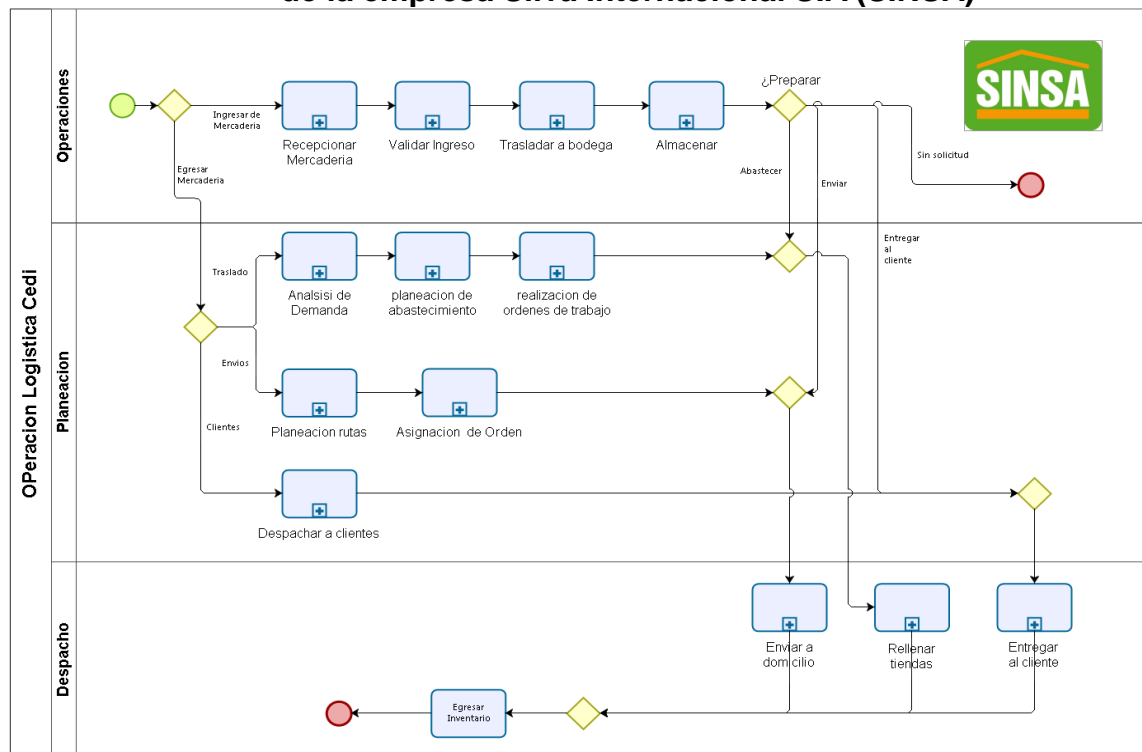 OPeracion Logistica Cedi
Operaciones
Ingresar de
Mercaderia
Recepcionar
Mercaderia
Validar Ingreso
Trasladar a bodega
Almacenar
¿Preparar
SINSA
Sin solicitud
Egresar
Mercaderia
Abastecer
Enviar
Entregar
al
cliente
Planeacion
Traslado
Analsisi de
Demanda
planeacion de
abastecimiento
realizacion de
ordenes de trabajo
Envios
Planeacion rutas
Asignacion de Orden
Clientes
Despachar a clientes
Despacho
Enviar a
domicilio
Rellenar
tiendas
Entregar
al cliente
Egresar
Inventario